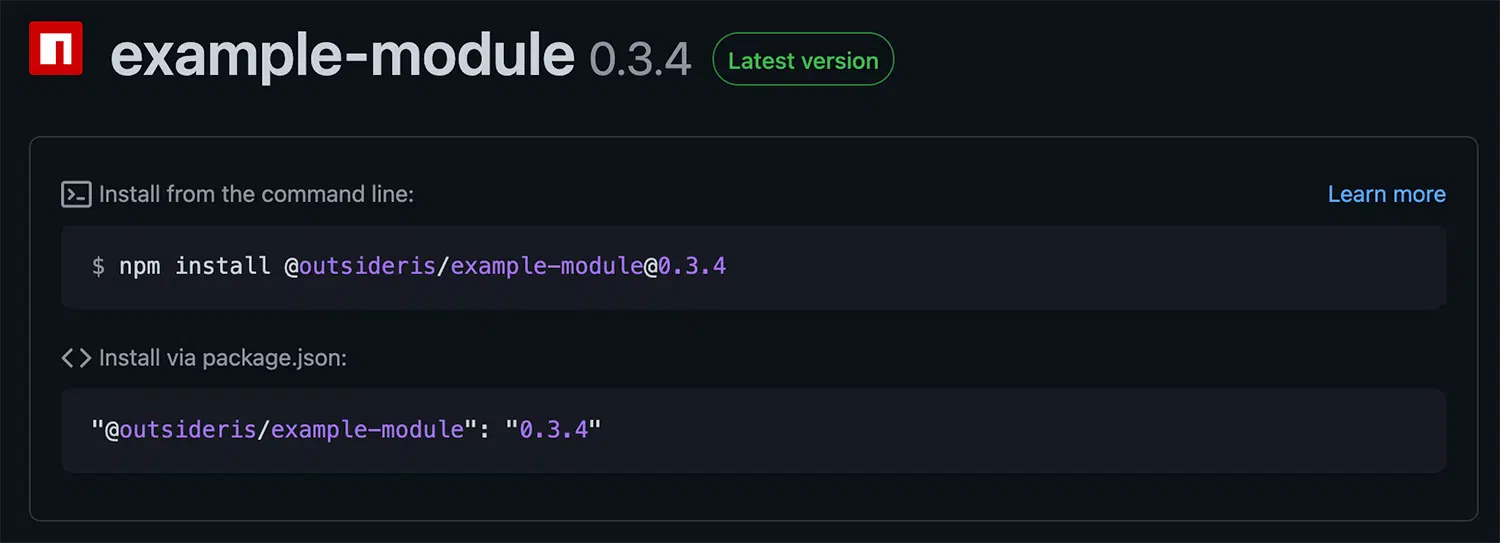 example-module 0.3.4 Latest version
Install from the command line:
Learn more
$ npm install @outsideris/example-module@0.3.4
Install via package.json:
"@outsideris/example-module": "0.3.4"